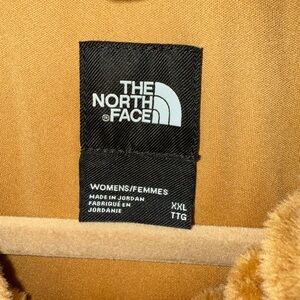 THE
NORTH
®FACE
WOMENS/FEMMES
MADE IN JORDAN
FABRIQUÉ EN
JORDANIE
XXL
TTG